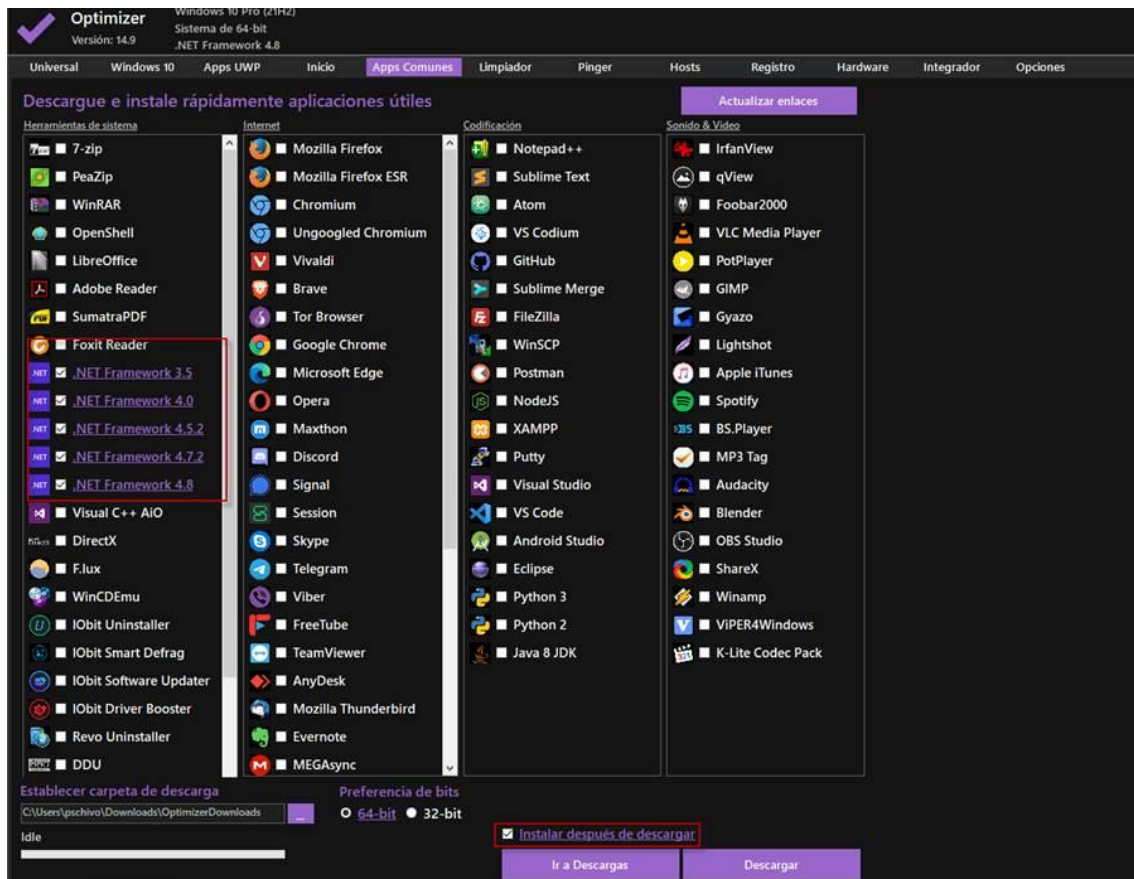 Optimizer
Versión: 14.9
Windows 10 Pro (21H2)
Sistema de 64-bit
.NET Framework 4.8
Universal Windows 10 Apps UWP Inicio Apps Comunes Limpiador Pinger Hosts Registro Hardware Integrador Opciones
Descargue e instale rápidamente aplicaciones útiles
Actualizar enlaces
Herramientas de sistema
7-zip
PeaZip
WinRAR
OpenShell
LibreOffice
Adobe Reader
SumatraPDF
Foxit Reader
.NET Framework 3.5
.NET Framework 4.0
.NET Framework 4.5.2
.NET Framework 4.7.2
.NET Framework 4.8
Visual C++ AiO
DirectX
F.lux
WinCDEmu
IObit Uninstaller
IObit Smart Defrag
IObit Software Updater
IObit Driver Booster
Revo Uninstaller
DDU
Internet
Mozilla Firefox
Mozilla Firefox ESR
Chromium
Ungoogled Chromium
Vivaldi
Brave
Tor Browser
Google Chrome
Microsoft Edge
Opera
Maxthon
Discord
Signal
Session
Skype
Telegram
Viber
FreeTube
TeamViewer
AnyDesk
Mozilla Thunderbird
Evernote
MEGAsync
Codificación
Notepad++
Sublime Text
Atom
VS Codium
GitHub
Sublime Merge
FileZilla
WinSCP
Postman
NodeJS
XAMPP
Putty
Visual Studio
VS Code
Android Studio
Eclipse
Python 3
Python 2
Java 8 JDK
Sonido & Video
IrfanView
qView
Foobar2000
VLC Media Player
PotPlayer
GIMP
Gyazo
Lightshot
Apple iTunes
Spotify
BS.Player
MP3 Tag
Audacity
Blender
OBS Studio
ShareX
Winamp
ViPER4Windows
K-Lite Codec Pack
Establecer carpeta de descarga
C:\Users\pschivo\Downloads\OptimizerDownloads ...
Idle
Preferencia de bits
64-bit 32-bit
Instalar después de descargar
Ir a Descargas Descargar